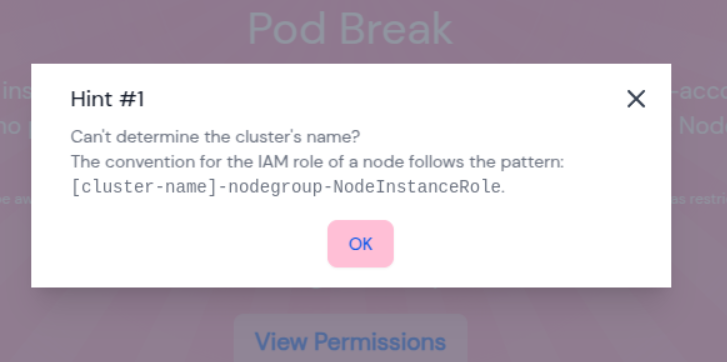 Pod Break
Hint #1
Can't determine the cluster's name?
The convention for the IAM role of a node follows the pattern:
[cluster-name]-nodegroup-NodeInstanceRole.
OK
View Permissions